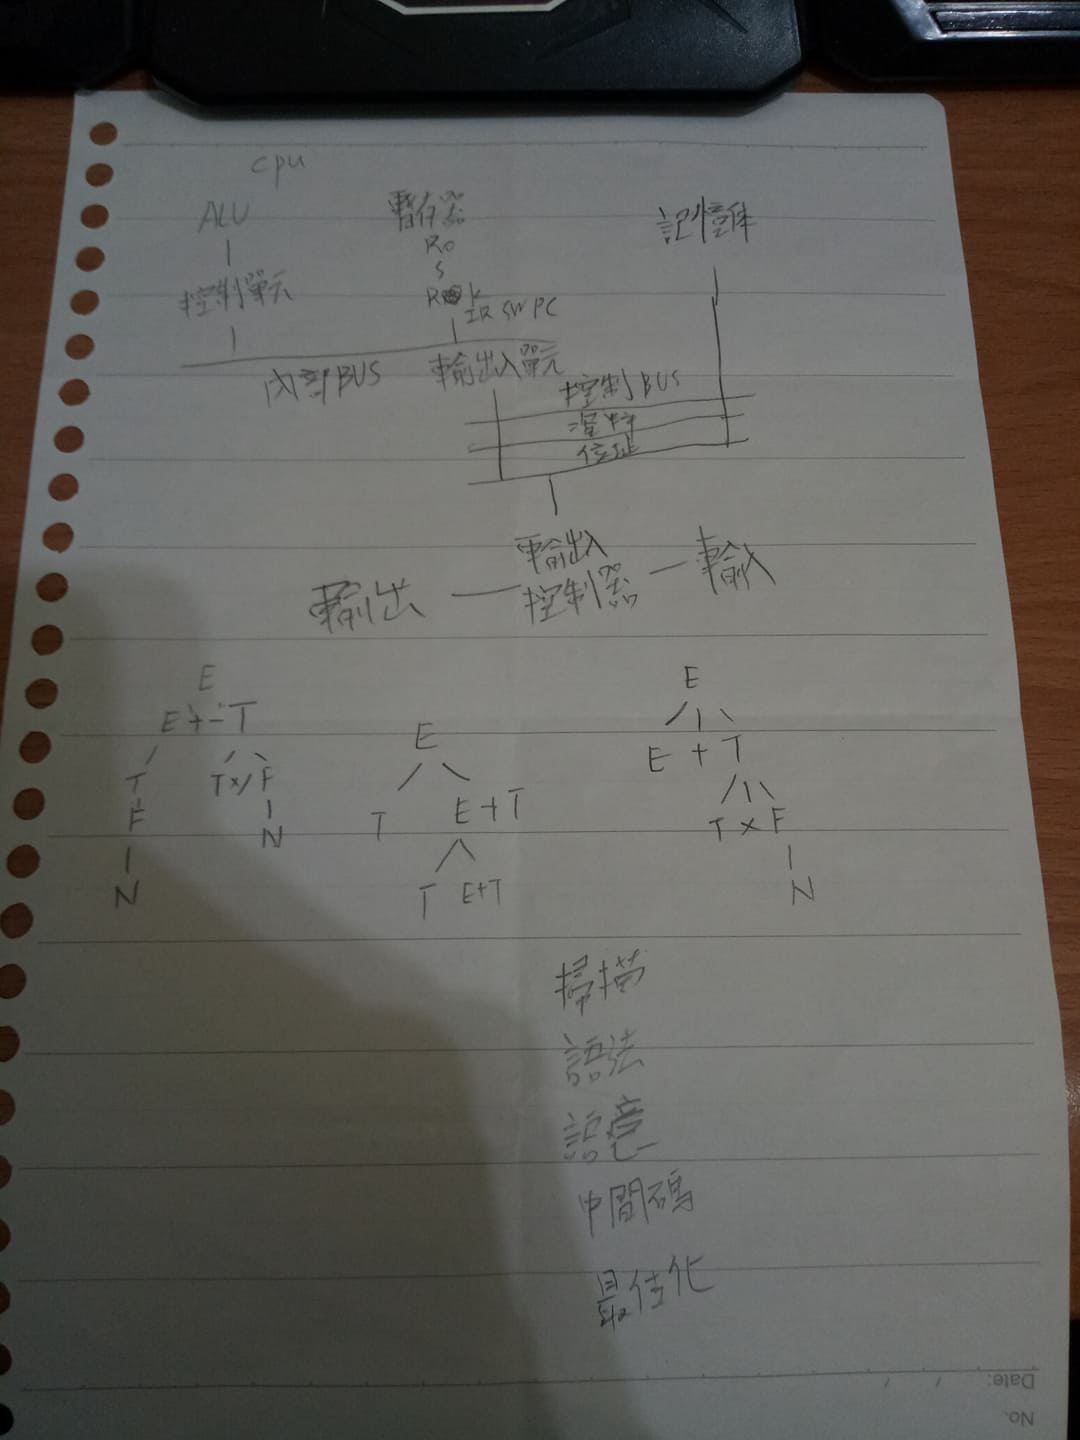 cpu
ALU 暫存器 記憶体
R0
S
控制單元 R k
IR SW PC
內部BUS 輸出入單元
控制BUS
資料
位址
輸出入
輸出 控制器 輸入
E E
E + - T E E + T
T T × / F T E + T T × F
F N T E+T N
N
掃描
語法
語意
中間碼
最佳化
Date: / /
No.